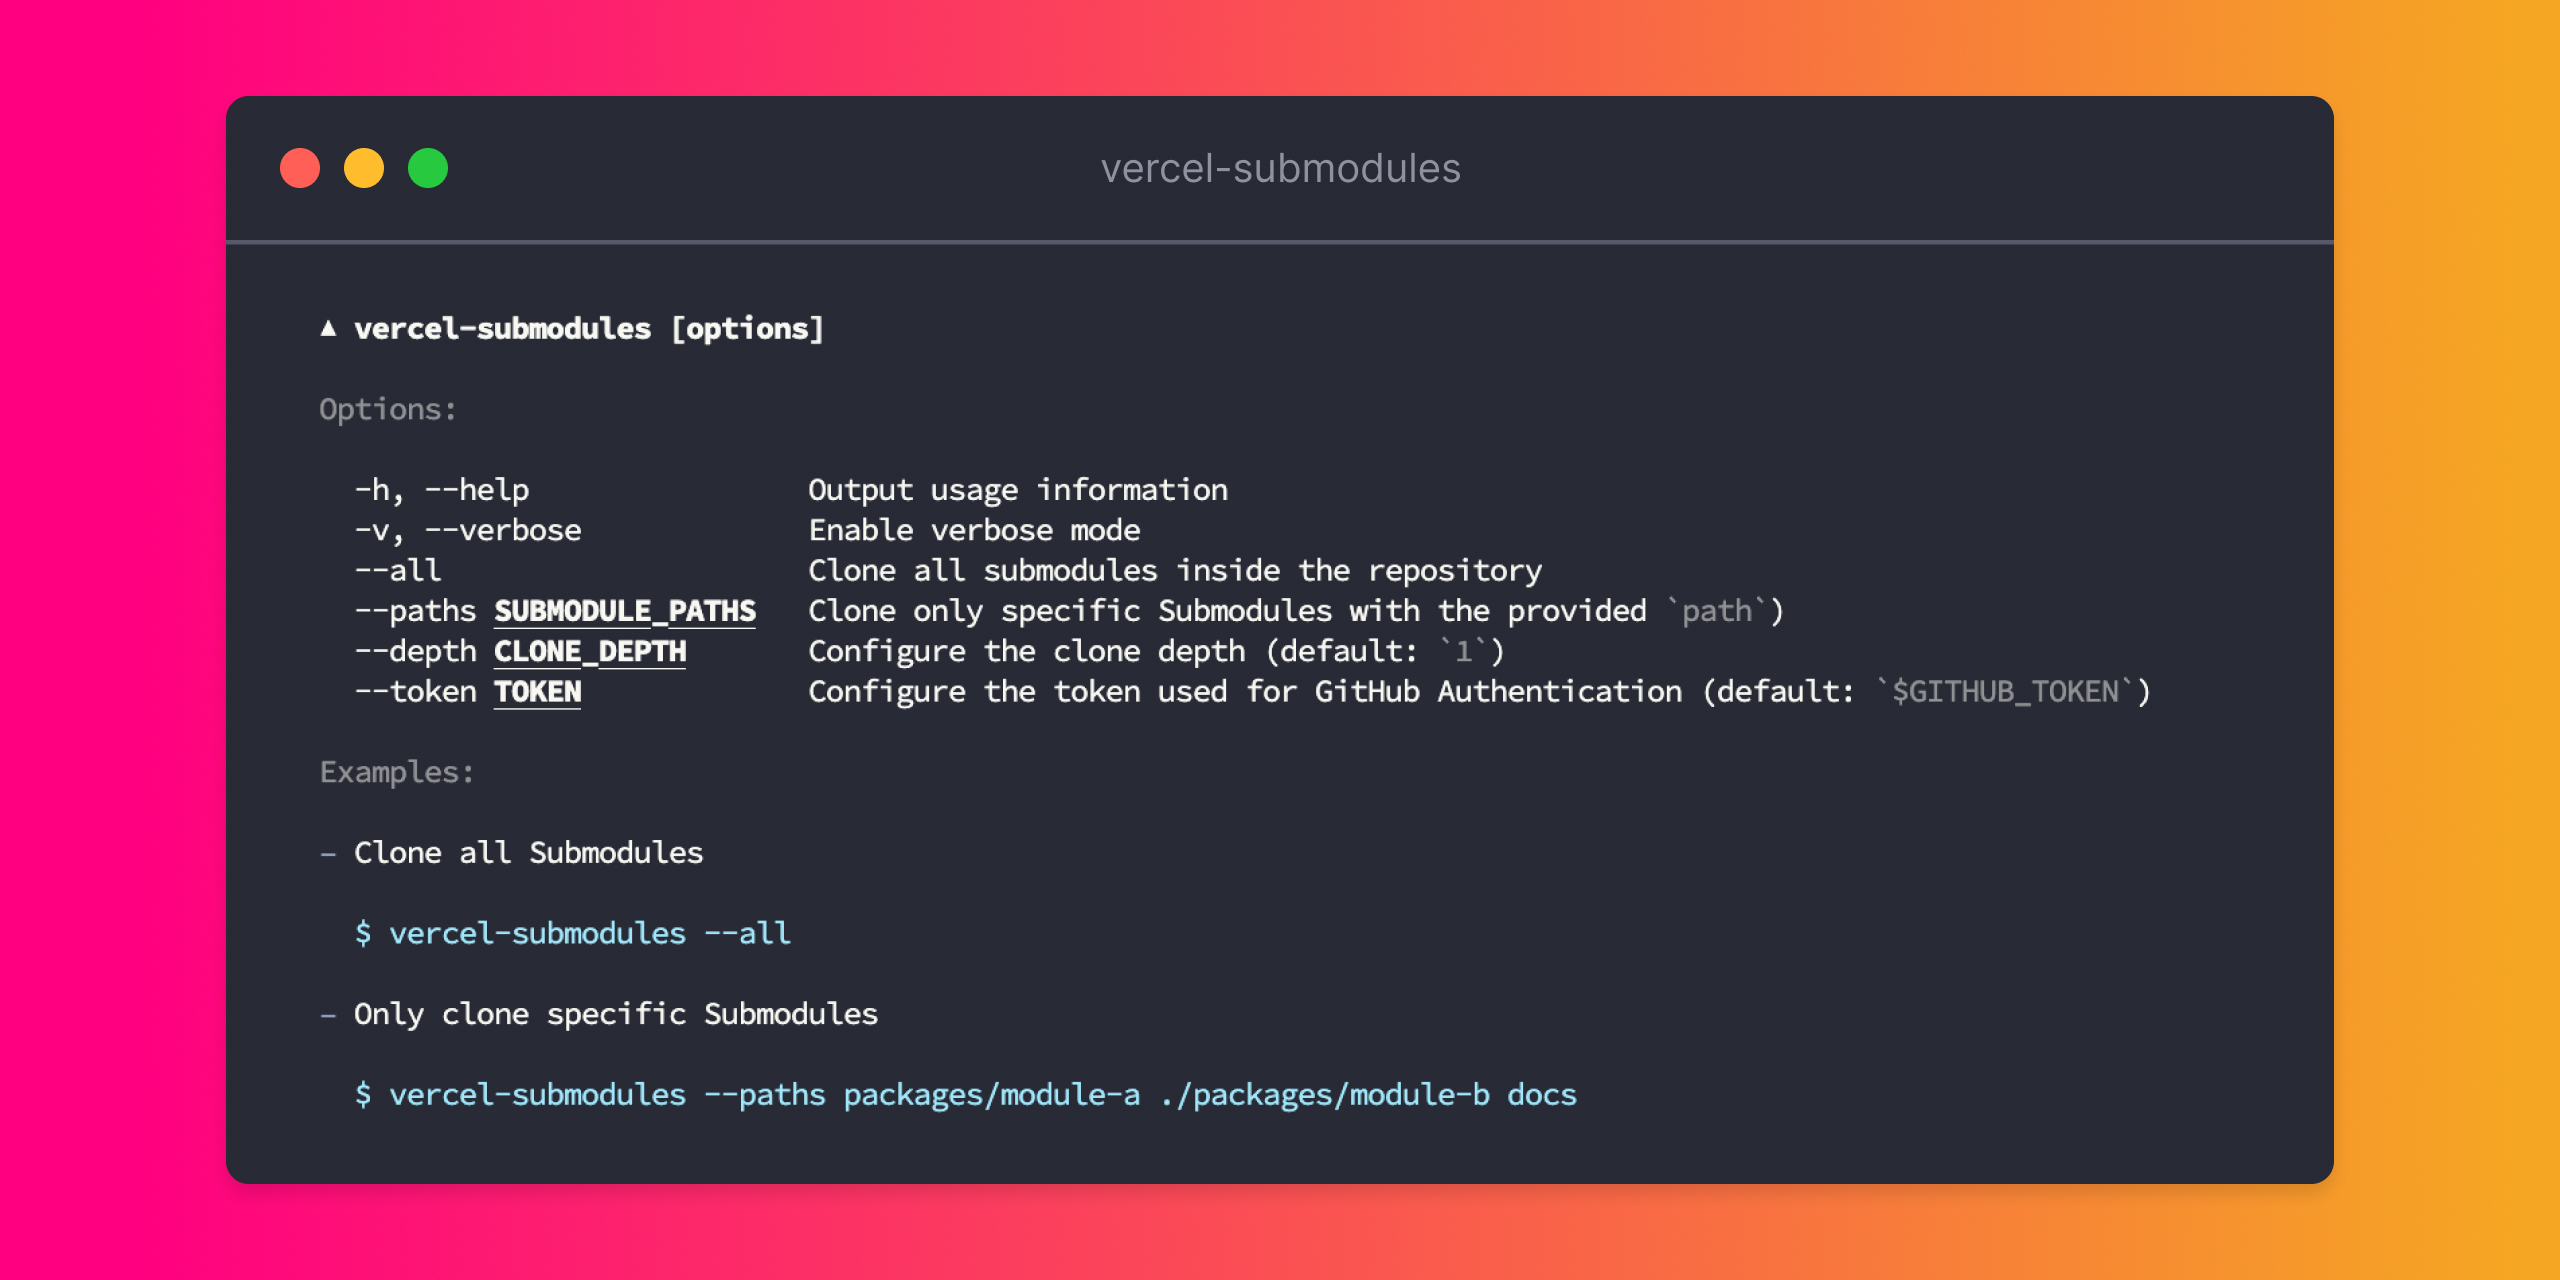 vercel-submodules
▲ vercel-submodules [options]
Options:
-h, --help Output usage information
-v, --verbose Enable verbose mode
--all Clone all submodules inside the repository
--paths SUBMODULE_PATHS Clone only specific Submodules with the provided `path`)
--depth CLONE_DEPTH Configure the clone depth (default: `1`)
--token TOKEN Configure the token used for GitHub Authentication (default: `$GITHUB_TOKEN`)
Examples:
– Clone all Submodules
$ vercel-submodules --all
– Only clone specific Submodules
$ vercel-submodules --paths packages/module-a ./packages/module-b docs